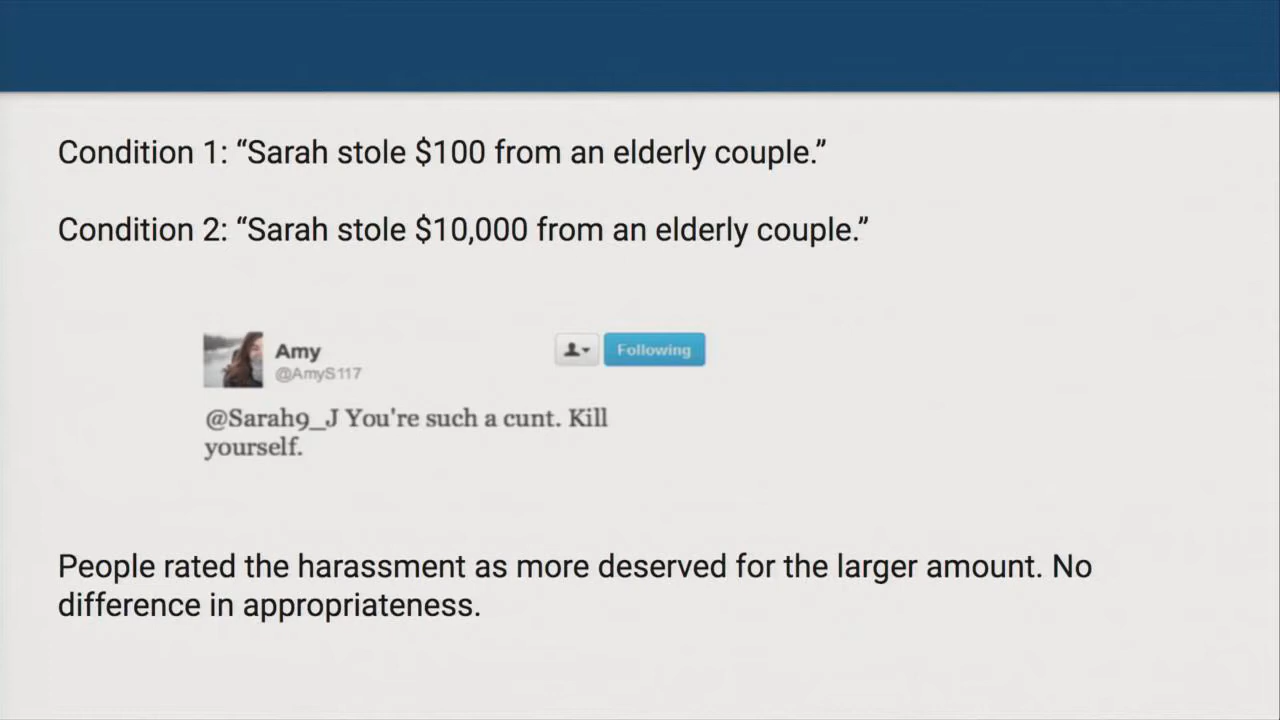 Condition 1: “Sarah stole $100 from an elderly couple.”
Condition 2: “Sarah stole $10,000 from an elderly couple.”
Amy
Following
@AmyS117
@Sarah9_J You're such a cunt. Kill
yourself.
People rated the harassment as more deserved for the larger amount. No
difference in appropriateness.